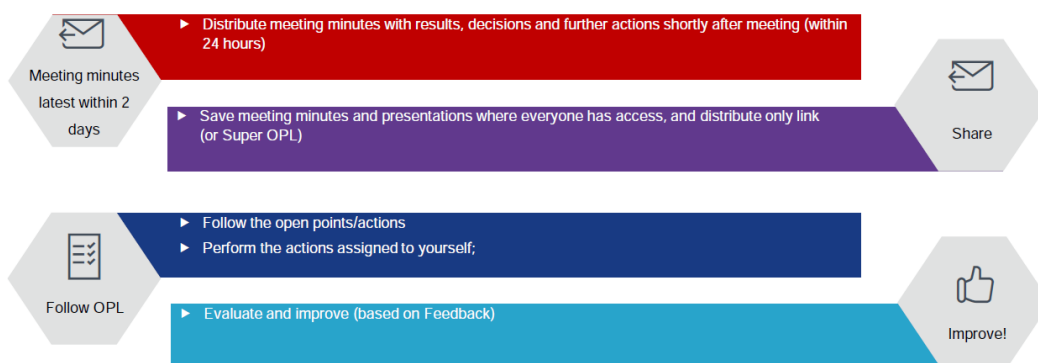 Meeting minutes
latest within 2
days
► Distribute meeting minutes with results, decisions and further actions shortly after meeting (within
24 hours)
► Save meeting minutes and presentations where everyone has access, and distribute only link
(or Super OPL)
Share
Follow OPL
► Follow the open points/actions
► Perform the actions assigned to yourself;
► Evaluate and improve (based on Feedback)
Improve!